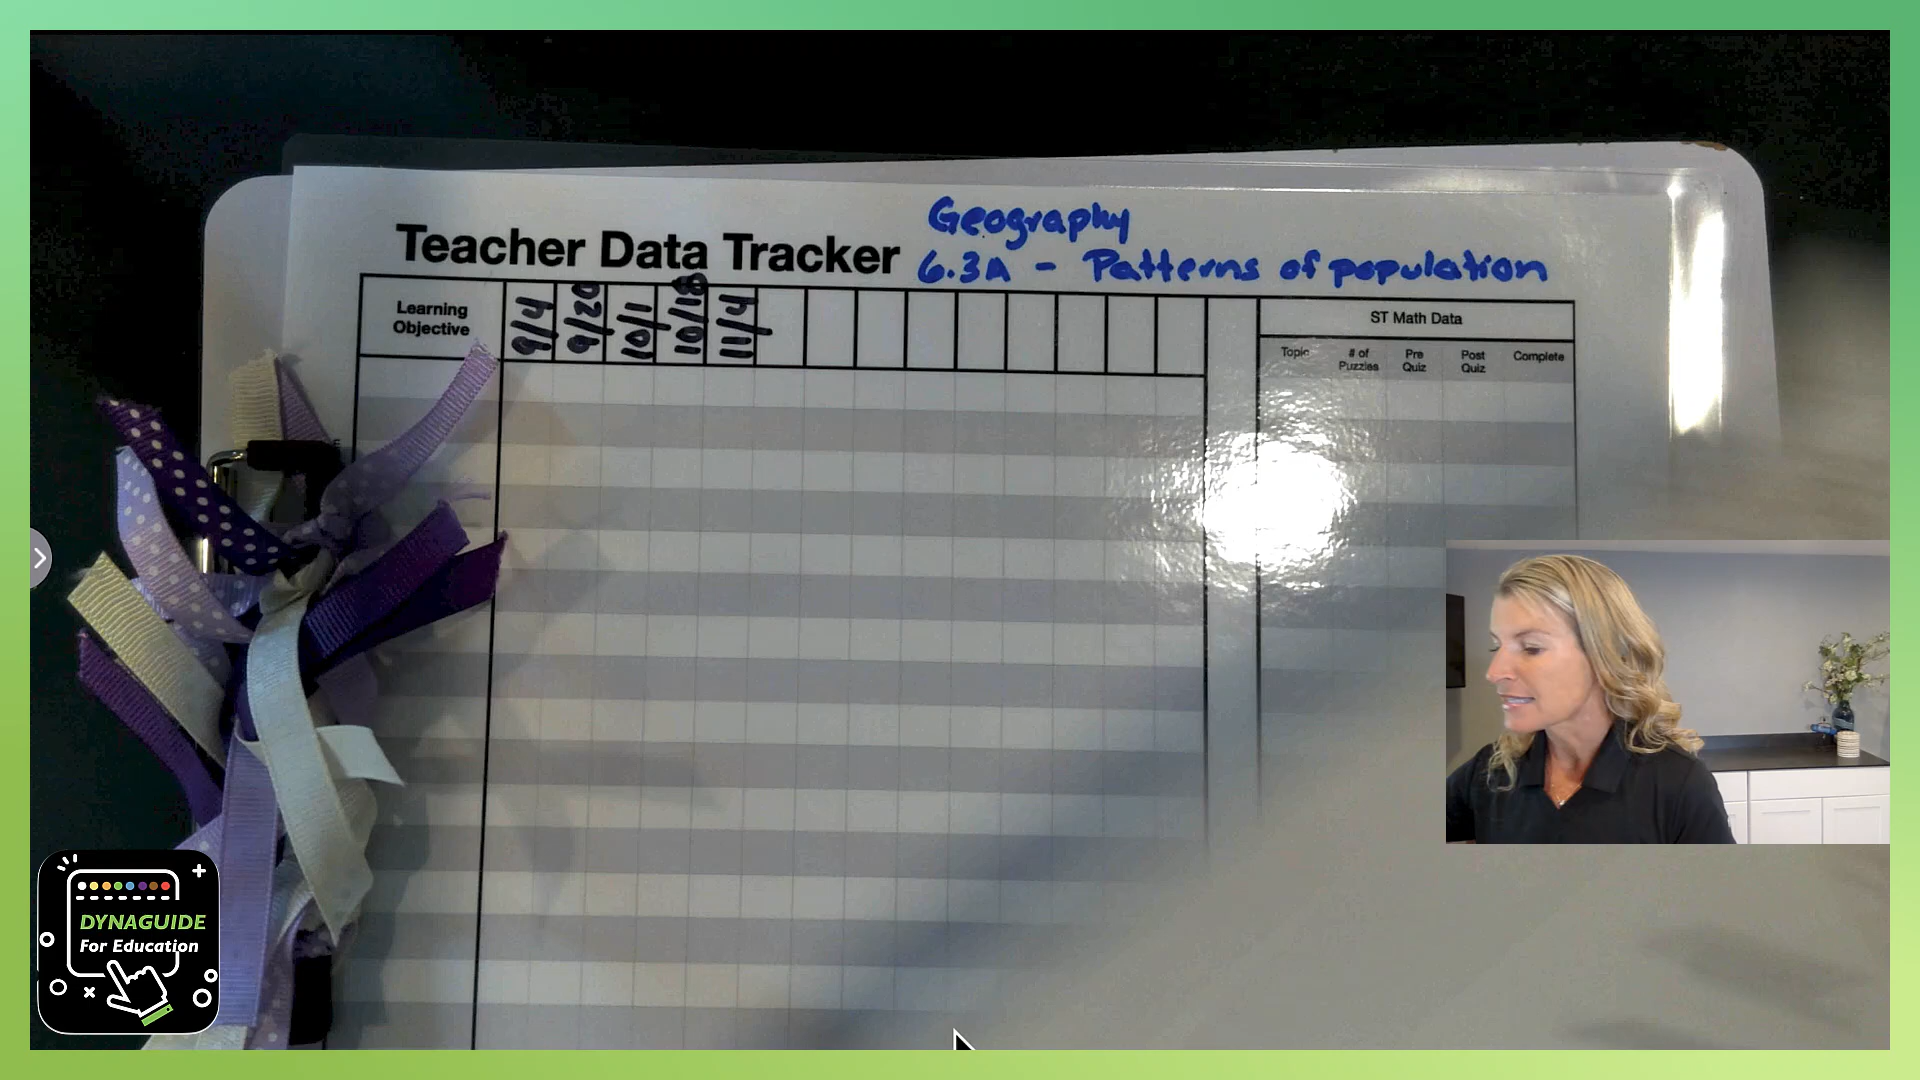 Geography
Teacher Data Tracker 6.3A - Patterns of population
Learning
Objective
9/4
9/20
10/1
10/18
11/4
ST Math Data
Topic
# of
Puzzles
Pre
Quiz
Post
Quiz
Complete
DYNAGUIDE
For Education